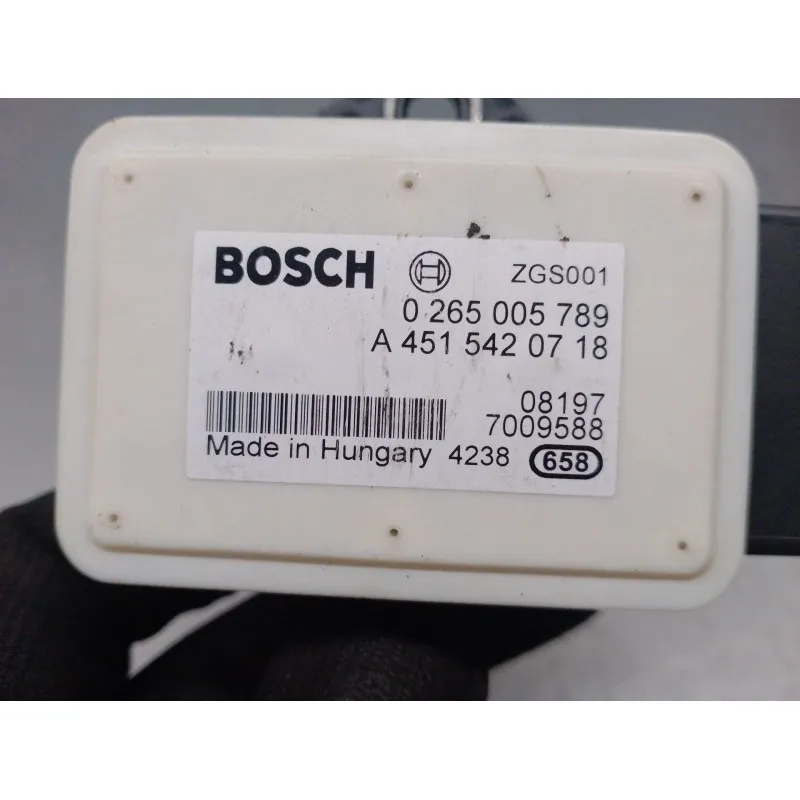 BOSCH ZGS001
0 265 005 789
A 451 542 07 18
08197
7009588
Made in Hungary 4238 658